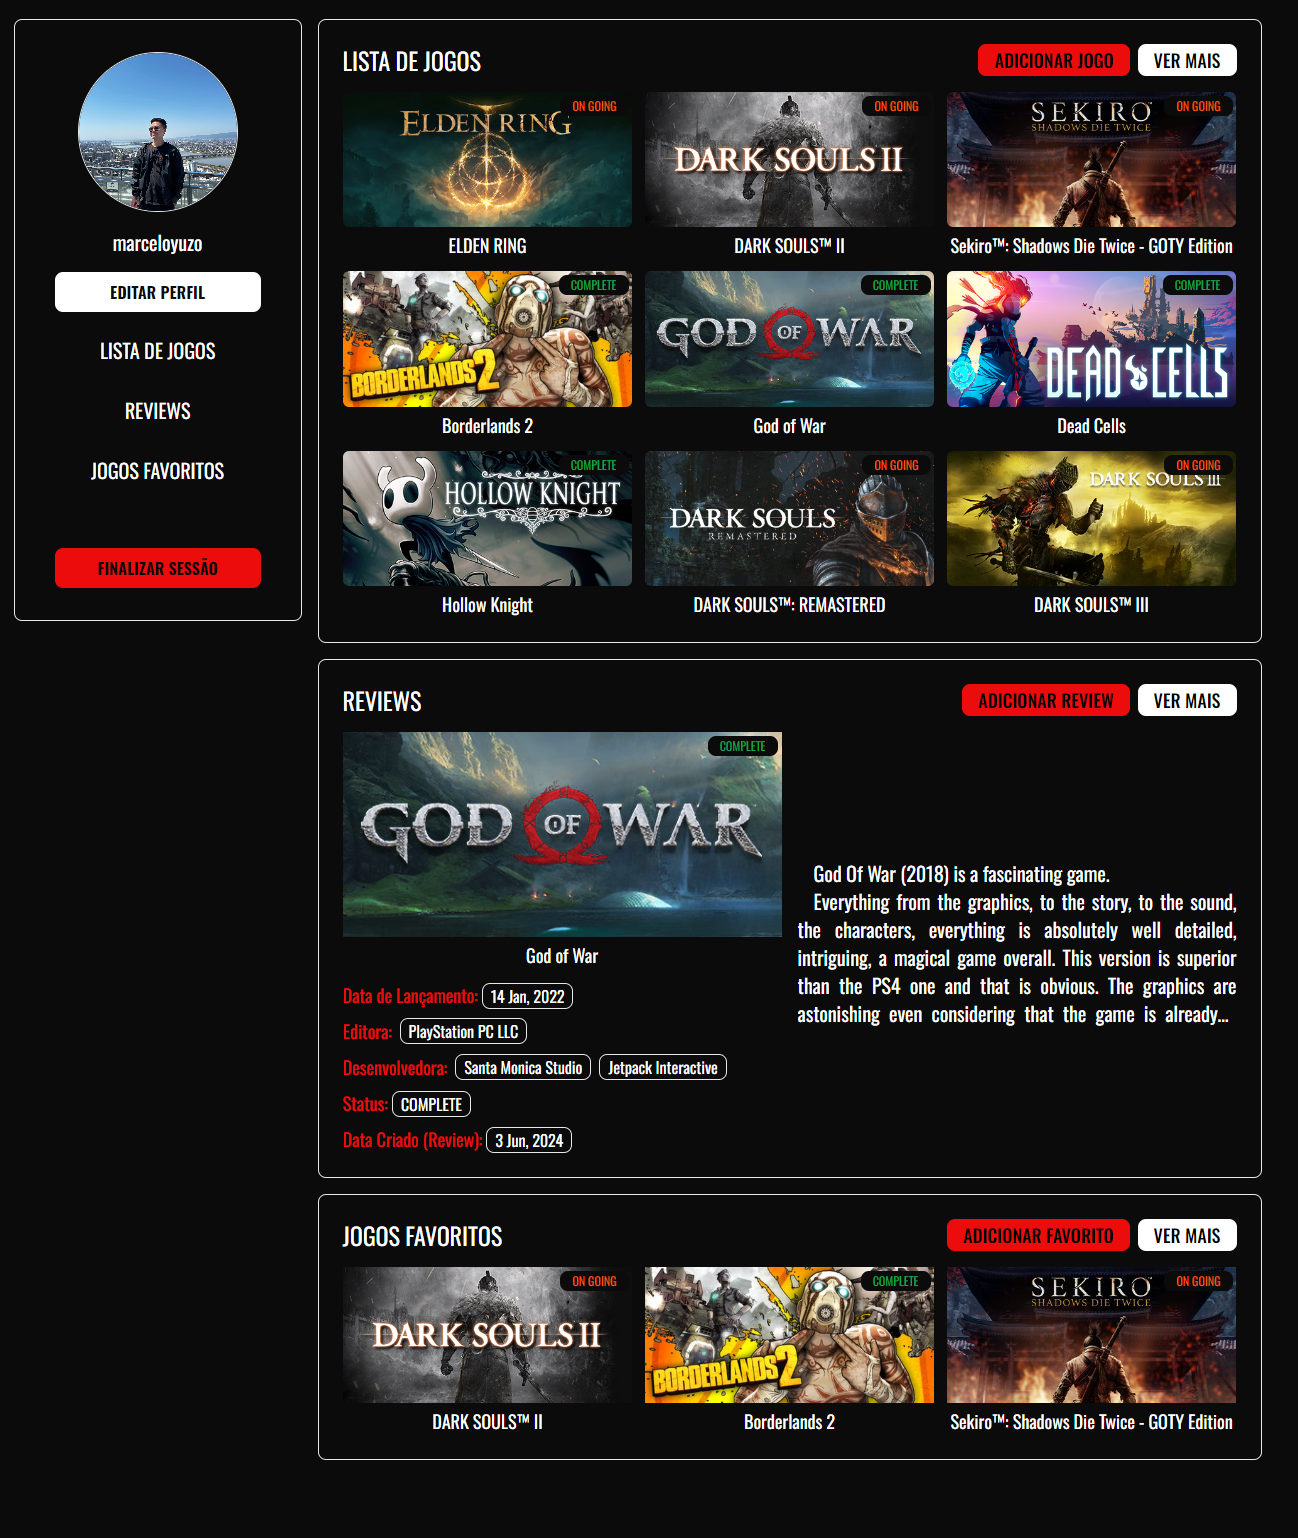 marceloyuzo
EDITAR PERFIL
LISTA DE JOGOS
REVIEWS
JOGOS FAVORITOS
FINALIZAR SESSÃO
LISTA DE JOGOS
ADICIONAR JOGO
VER MAIS
ON GOING
ELDEN RING
ELDEN RING
ON GOING
DARK SOULS II
DARK SOULS™ II
ON GOING
SEKIRO™
SHADOWS DIE TWICE
Sekiro™: Shadows Die Twice - GOTY Edition
COMPLETE
BORDERLANDS 2
Borderlands 2
COMPLETE
GOD OF WAR
God of War
COMPLETE
DEAD CELLS
Dead Cells
COMPLETE
HOLLOW KNIGHT
Hollow Knight
ON GOING
DARK SOULS
REMASTERED
DARK SOULS™: REMASTERED
ON GOING
DARK SOULS III
DARK SOULS™ III
REVIEWS
ADICIONAR REVIEW
VER MAIS
COMPLETE
GOD OF WAR
God of War
Data de Lançamento: 14 Jan, 2022
Editora: PlayStation PC LLC
Desenvolvedora: Santa Monica Studio Jetpack Interactive
Status: COMPLETE
Data Criado (Review): 3 Jun, 2024
God Of War (2018) is a fascinating game.
Everything from the graphics, to the story, to the sound,
the characters, everything is absolutely well detailed,
intriguing, a magical game overall. This version is superior
than the PS4 one and that is obvious. The graphics are
astonishing even considering that the game is already...
JOGOS FAVORITOS
ADICIONAR FAVORITO
VER MAIS
ON GOING
DARK SOULS II
DARK SOULS™ II
COMPLETE
BORDERLANDS 2
Borderlands 2
ON GOING
SEKIRO™
SHADOWS DIE TWICE
Sekiro™: Shadows Die Twice - GOTY Edition